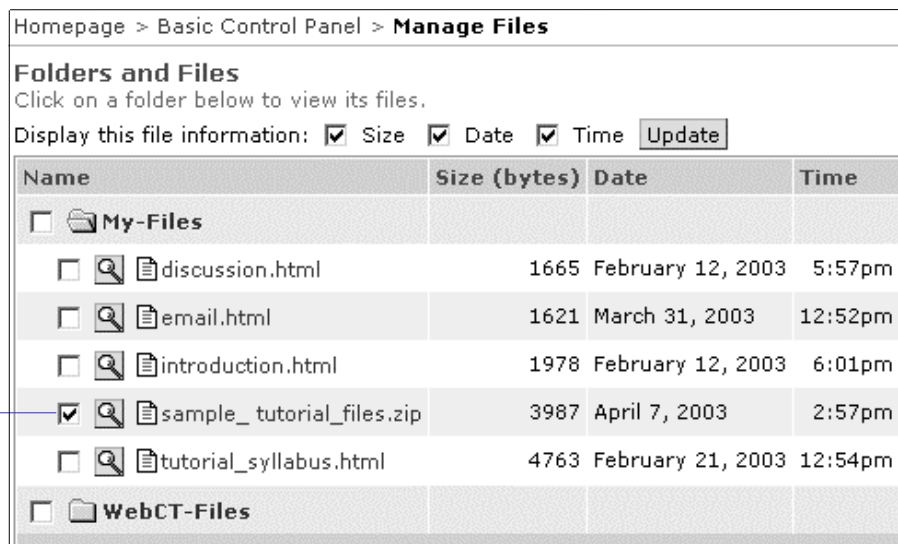 Homepage > Basic Control Panel > Manage Files
Folders and Files
Click on a folder below to view its files.
Display this file information: Size Date Time Update
Name Size (bytes) Date Time
My-Files
discussion.html 1665 February 12, 2003 5:57pm
email.html 1621 March 31, 2003 12:52pm
introduction.html 1978 February 12, 2003 6:01pm
sample_ tutorial_files.zip 3987 April 7, 2003 2:57pm
tutorial_syllabus.html 4763 February 21, 2003 12:54pm
WebCT-Files